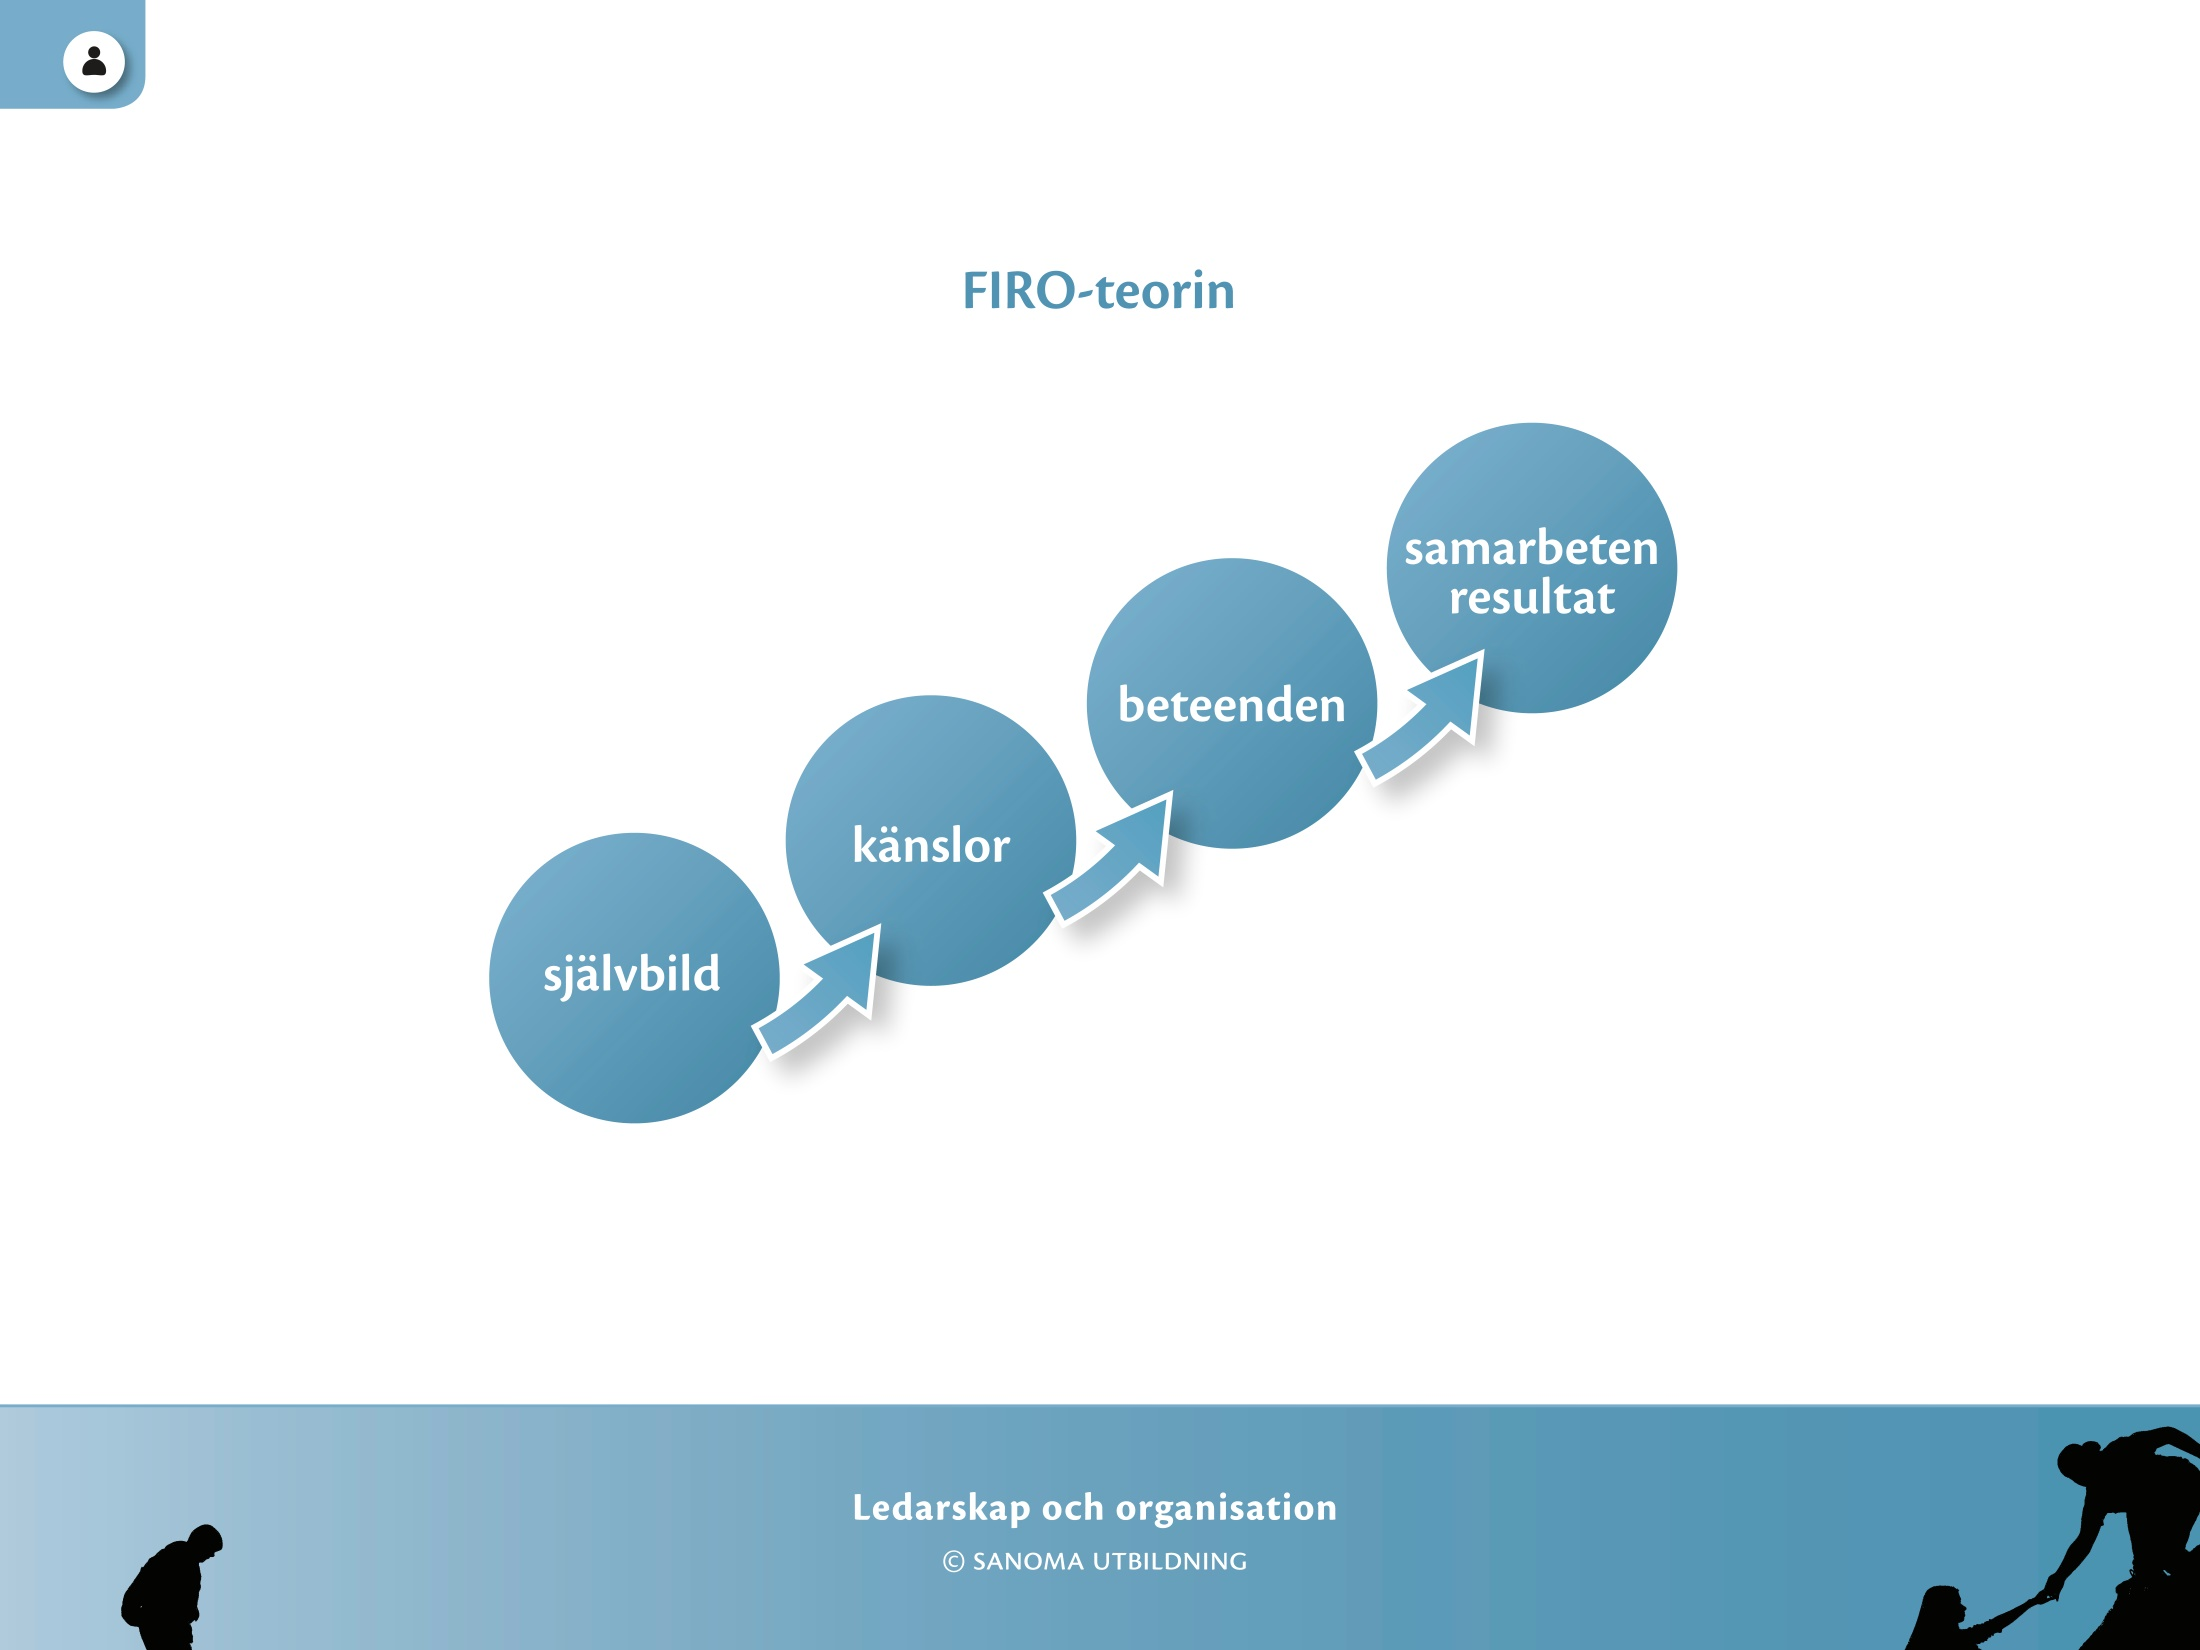 FIRO-teorin
samarbeten
resultat
beteenden
känslor
självbild
Ledarskap och organisation
© SANOMA UTBILDNING